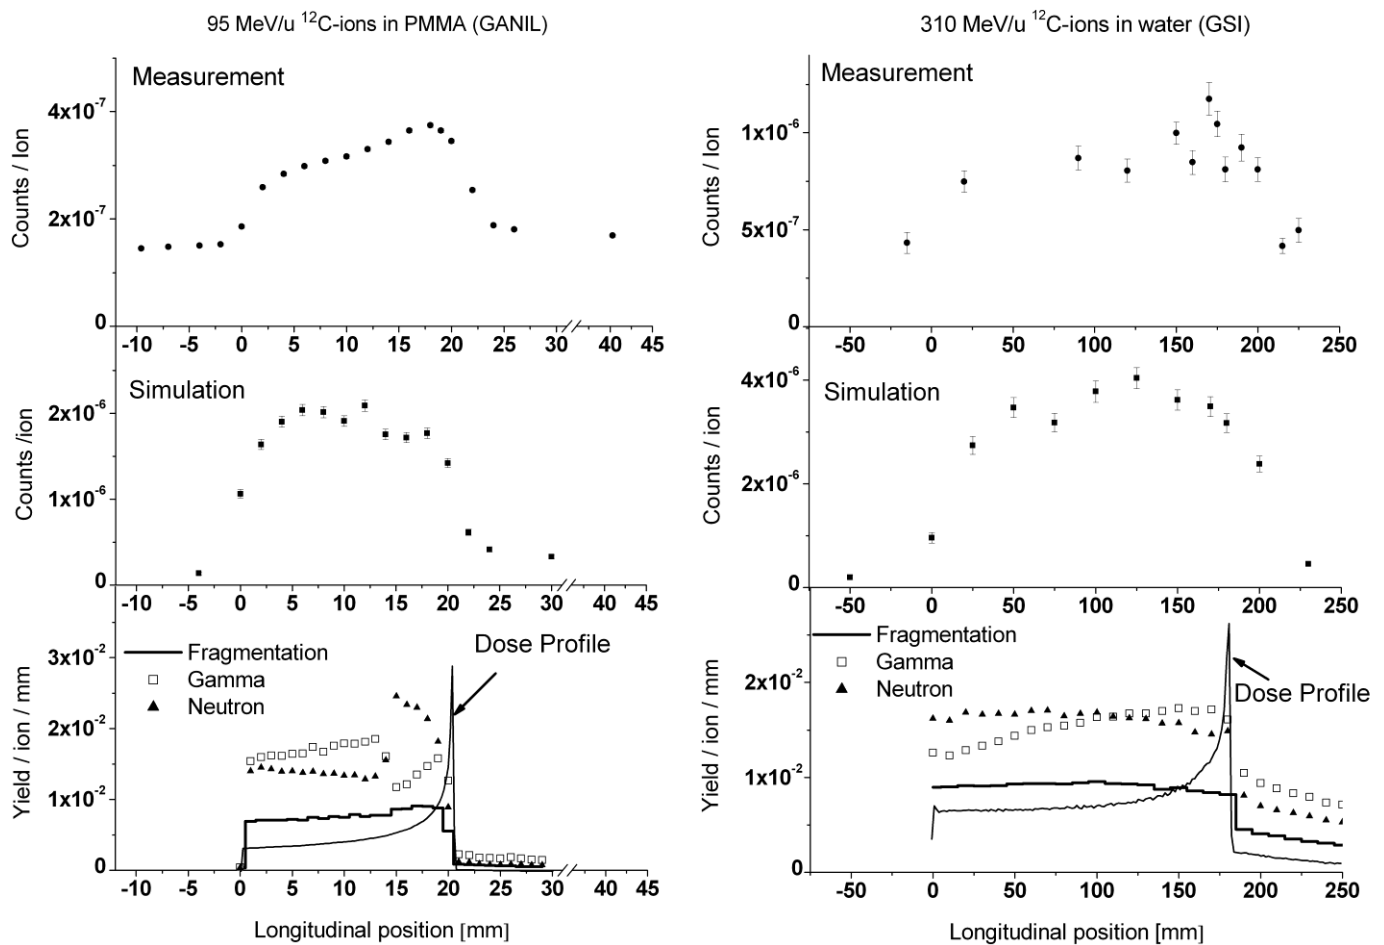 95 MeV/u ¹²C-ions in PMMA (GANIL)
Measurement
Counts / Ion
4x10⁻⁷
2x10⁻⁷
0
-10 -5 0 5 10 15 20 25 30 40 45
Simulation
Counts /ion
2x10⁻⁶
1x10⁻⁶
0
-10 -5 0 5 10 15 20 25 30 40 45
Yield / ion / mm
3x10⁻²
2x10⁻²
1x10⁻²
0
Fragmentation
Gamma
Neutron
Dose Profile
-10 -5 0 5 10 15 20 25 30 40 45
Longitudinal position [mm]
310 MeV/u ¹²C-ions in water (GSI)
Measurement
Counts / Ion
1x10⁻⁶
5x10⁻⁷
0
-50 0 50 100 150 200 250
Simulation
Counts / ion
4x10⁻⁶
2x10⁻⁶
0
-50 0 50 100 150 200 250
Yield / ion / mm
2x10⁻²
1x10⁻²
0
Fragmentation
Gamma
Neutron
Dose Profile
-50 0 50 100 150 200 250
Longitudinal position [mm]